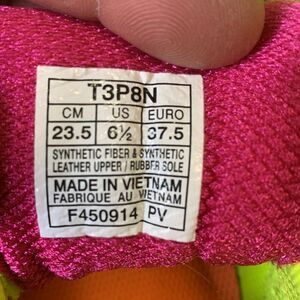 T3P8N
CM US EURO
23.5 6½ 37.5
SYNTHETIC FIBER & SYNTHETIC
LEATHER UPPER / RUBBER SOLE
MADE IN VIETNAM
FABRIQUE AU VIETNAM
F450914 PV